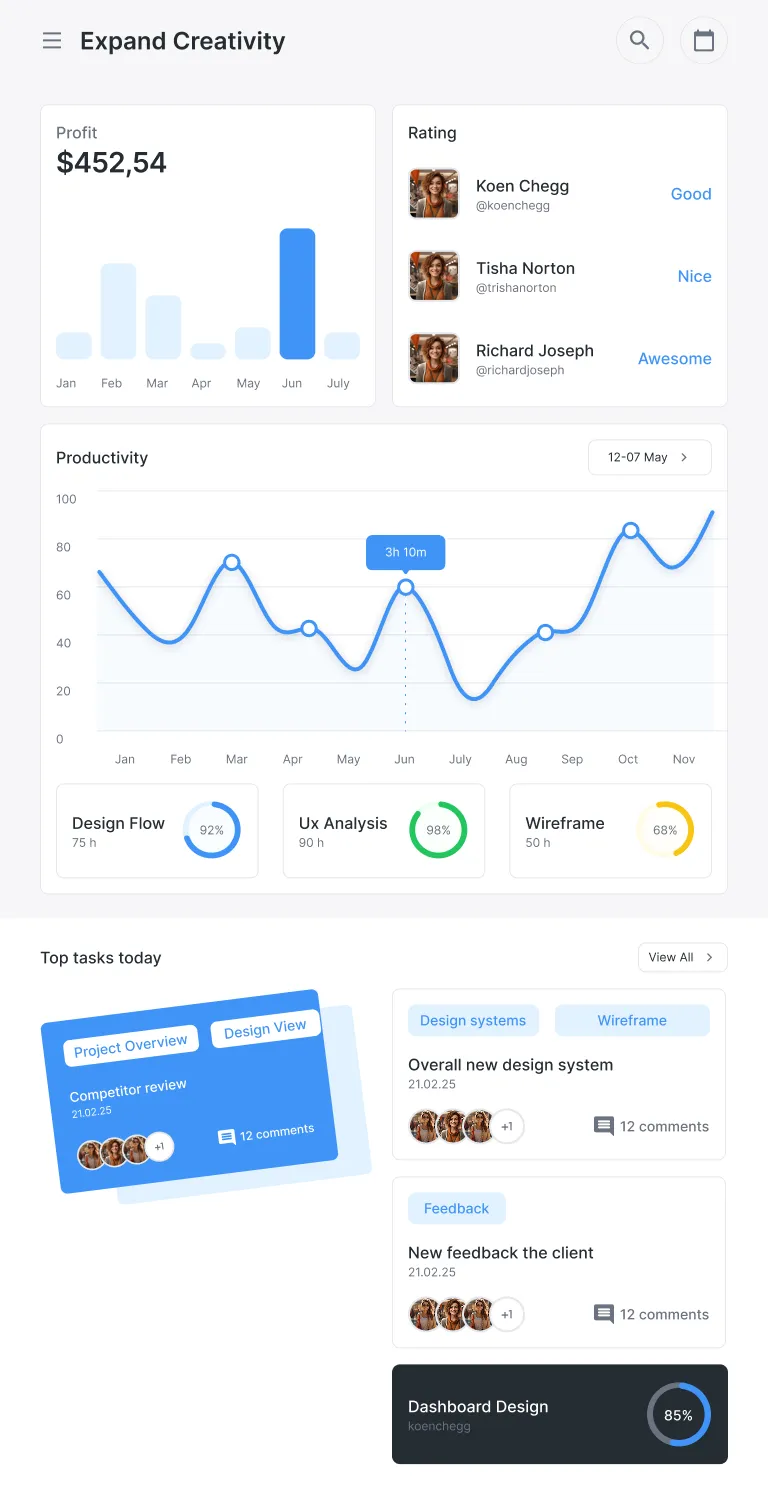 Expand Creativity
Profit
$452,54
Jan Feb Mar Apr May Jun July
Rating
Koen Chegg
@koenchegg
Good
Tisha Norton
@trishanorton
Nice
Richard Joseph
@richardjoseph
Awesome
Productivity
12-07 May
100
80
60
40
20
0
3h 10m
Jan Feb Mar Apr May Jun July Aug Sep Oct Nov
Design Flow
75 h
92%
Ux Analysis
90 h
98%
Wireframe
50 h
68%
Top tasks today
View All
Project Overview
Design View
Competitor review
21.02.25
+1
12 comments
Design systems
Wireframe
Overall new design system
21.02.25
+1
12 comments
Feedback
New feedback the client
21.02.25
+1
12 comments
Dashboard Design
koenchegg
85%